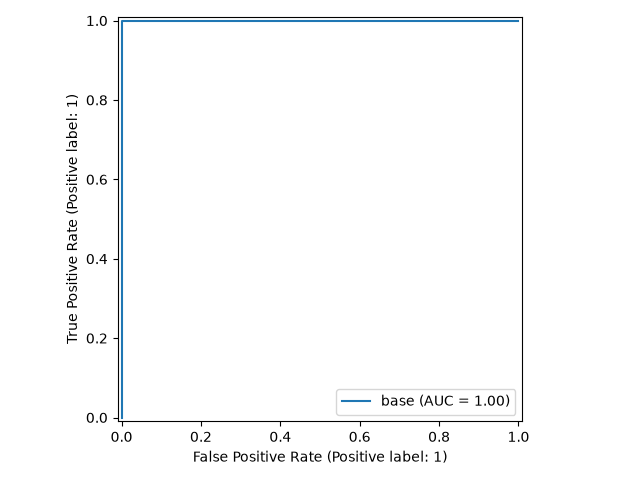 1.0
0.8
0.6
0.4
0.2
0.0
True Positive Rate (Positive label: 1)
base (AUC = 1.00)
0.0 0.2 0.4 0.6 0.8 1.0
False Positive Rate (Positive label: 1)